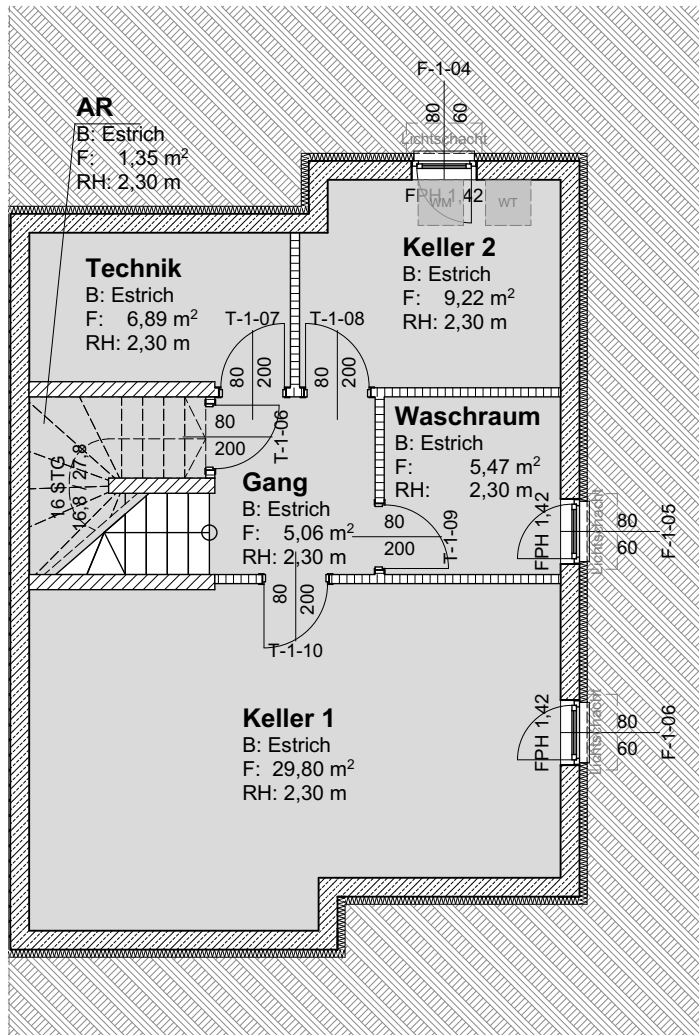 F-1-04
80
60
Lichtschacht
FPH 1,42
WM
WT
AR
B: Estrich
F: 1,35 m²
RH: 2,30 m
Technik
B: Estrich
F: 6,89 m²
RH: 2,30 m
Keller 2
B: Estrich
F: 9,22 m²
RH: 2,30 m
T-1-07
80
200
T-1-08
80
200
T-1-06
80
200
16 STG
16,8 / 27,8
Gang
B: Estrich
F: 5,06 m²
RH: 2,30 m
Waschraum
B: Estrich
F: 5,47 m²
RH: 2,30 m
T-1-09
80
200
FPH 1,42
Lichtschacht
80
60
F-1-05
80
200
T-1-10
Keller 1
B: Estrich
F: 29,80 m²
RH: 2,30 m
FPH 1,42
Lichtschacht
80
60
F-1-06